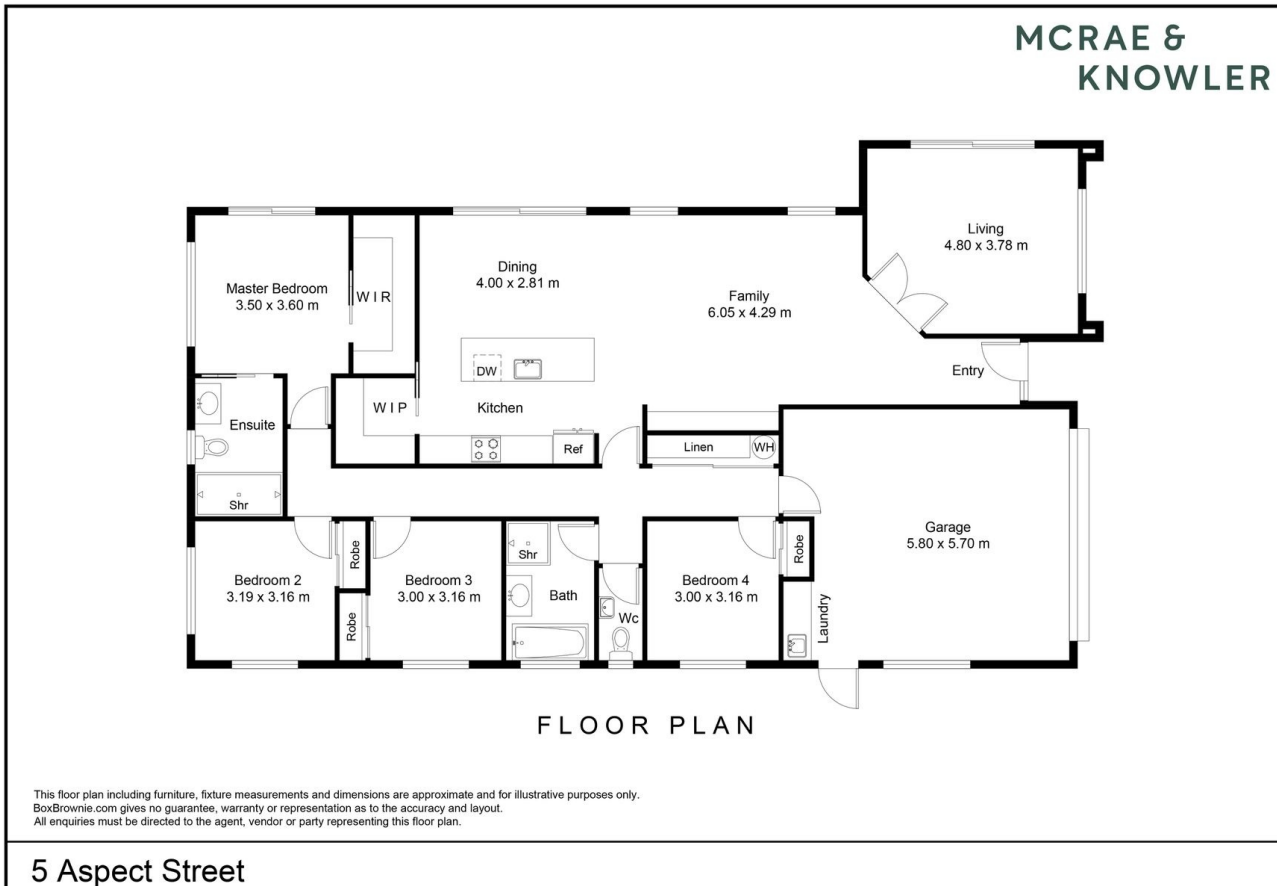 MCRAE &
KNOWLER
Living
4.80 x 3.78 m
Master Bedroom
3.50 x 3.60 m
W I R
Dining
4.00 x 2.81 m
Family
6.05 x 4.29 m
DW
Entry
Kitchen
W I P
Ensuite
Ref
Linen
WH
Shr
Garage
5.80 x 5.70 m
Bedroom 2
3.19 x 3.16 m
Robe
Robe
Bedroom 3
3.00 x 3.16 m
Shr
Bath
Wc
Bedroom 4
3.00 x 3.16 m
Robe
Laundry
FLOOR PLAN
This floor plan including furniture, fixture measurements and dimensions are approximate and for illustrative purposes only.
BoxBrownie.com gives no guarantee, warranty or representation as to the accuracy and layout.
All enquiries must be directed to the agent, vendor or party representing this floor plan.
5 Aspect Street